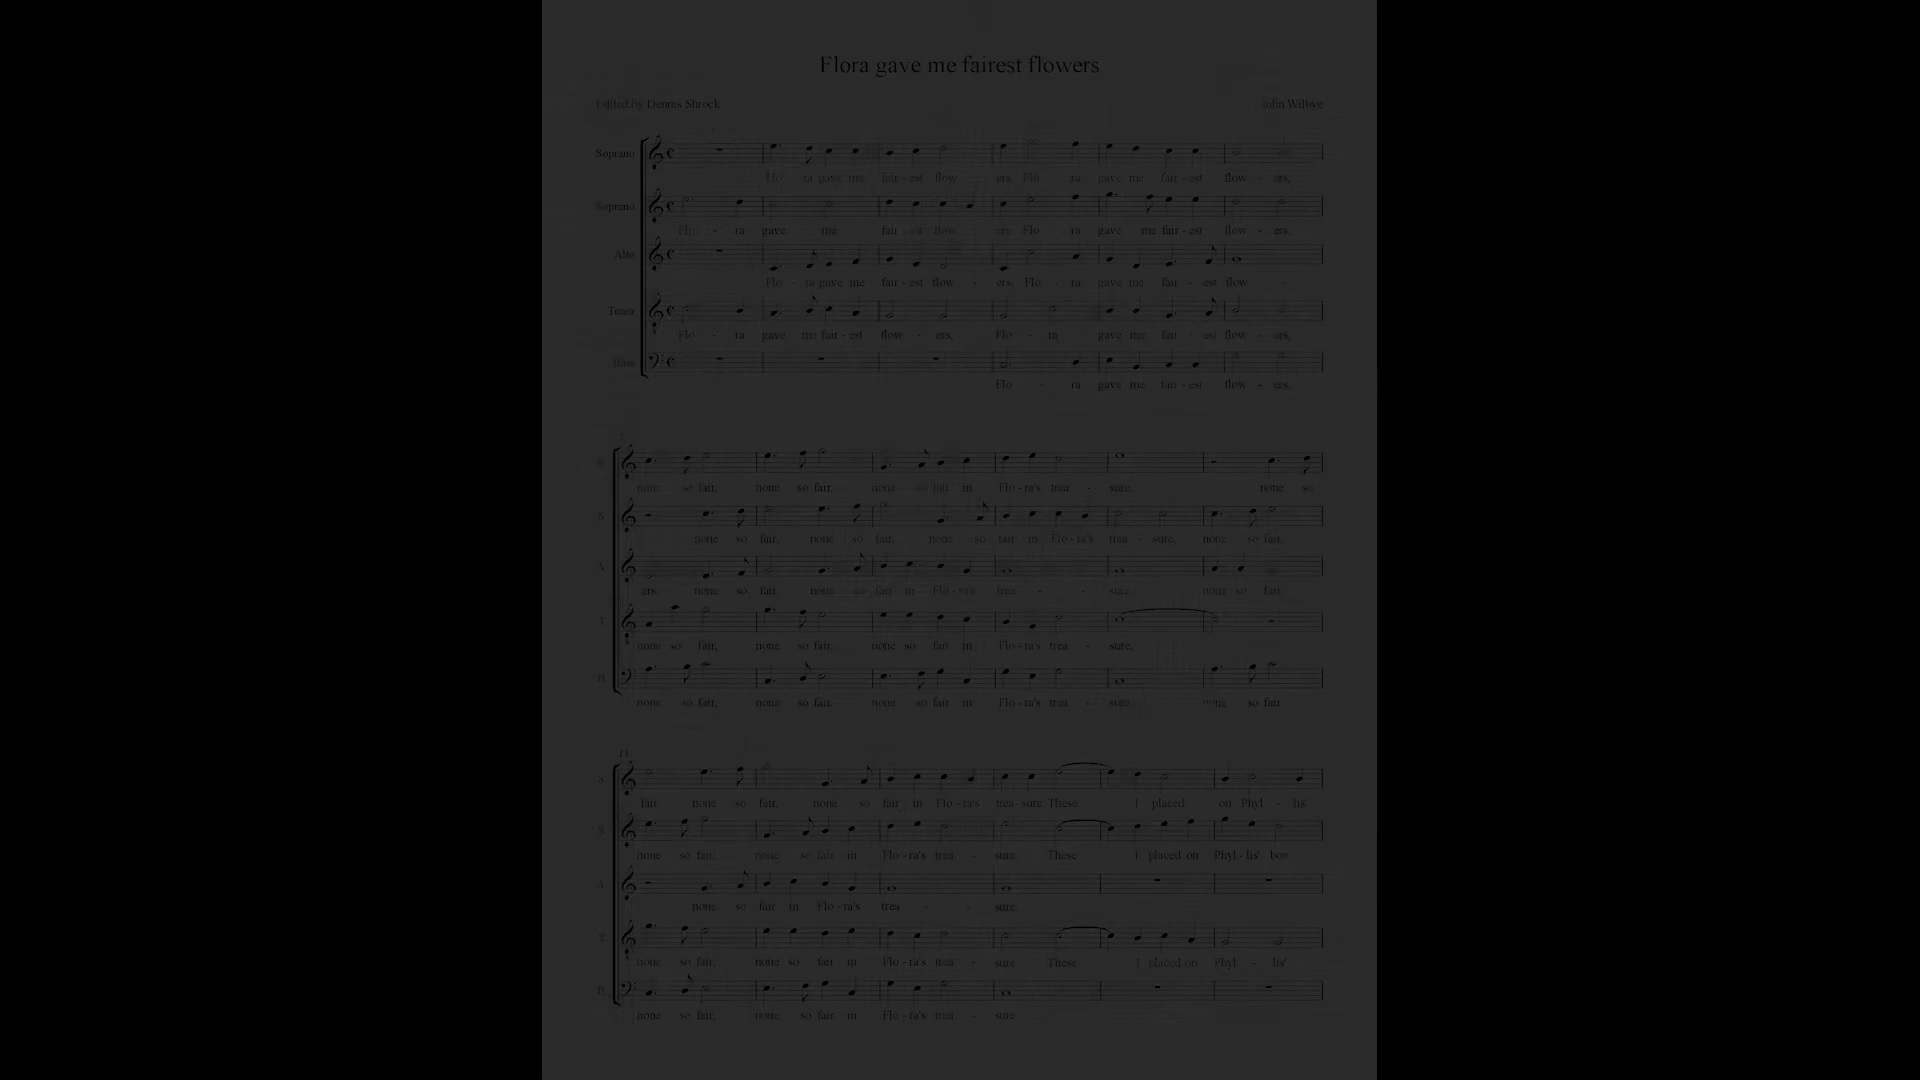 Flora gave me fairest flowers
Edited by Dennis Shrock
John Wilbye
Soprano
Flo - ra gave me fair - est flow - ers, Flo - ra gave me fair - est flow - ers,
Soprano
Flo - ra gave me fair - est flow - ers, Flo - ra gave me fair - est flow - ers,
Alto
Flo - ra gave me fair - est flow - ers, Flo - ra gave me fair - est flow -
Tenor
Flo - ra gave me fair - est flow - ers, Flo - ra gave me fair - est flow - ers,
Bass
Flo - ra gave me fair - est flow - ers,
none so fair, none so fair, none so fair in Flo - ra's trea - sure, none so
S
none so fair, none so fair, none so fair in Flo - ra's trea - sure, none so fair,
A
ers, none so fair, none so fair in Flo - ra's trea - sure, none so fair
T
none so fair, none so fair, none so fair in Flo - ra's trea - sure,
B
none so fair, none so fair, none so fair in Flo - ra's trea - sure, none so fair
13
S
fair, none so fair, none so fair in Flo - ra's trea - sure. These I placed on Phyl - lis'
S
none so fair, none so fair in Flo - ra's trea - sure. These I placed on Phyl - lis' bow
A
none so fair in Flo - ra's trea - sure.
T
none so fair, none so fair in Flo - ra's trea - sure. These I placed on Phyl - lis'
B
none so fair, none so fair in Flo - ra's trea - sure